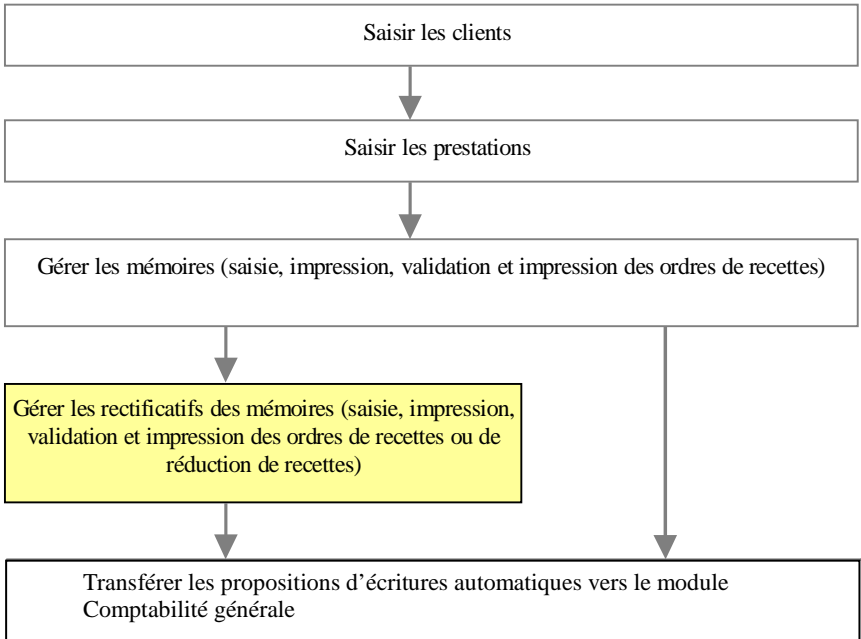 Saisir les clients
Saisir les prestations
Gérer les mémoires (saisie, impression, validation et impression des ordres de recettes)
Gérer les rectificatifs des mémoires (saisie, impression,
validation et impression des ordres de recettes ou de
réduction de recettes)
Transférer les propositions d’écritures automatiques vers le module
Comptabilité générale